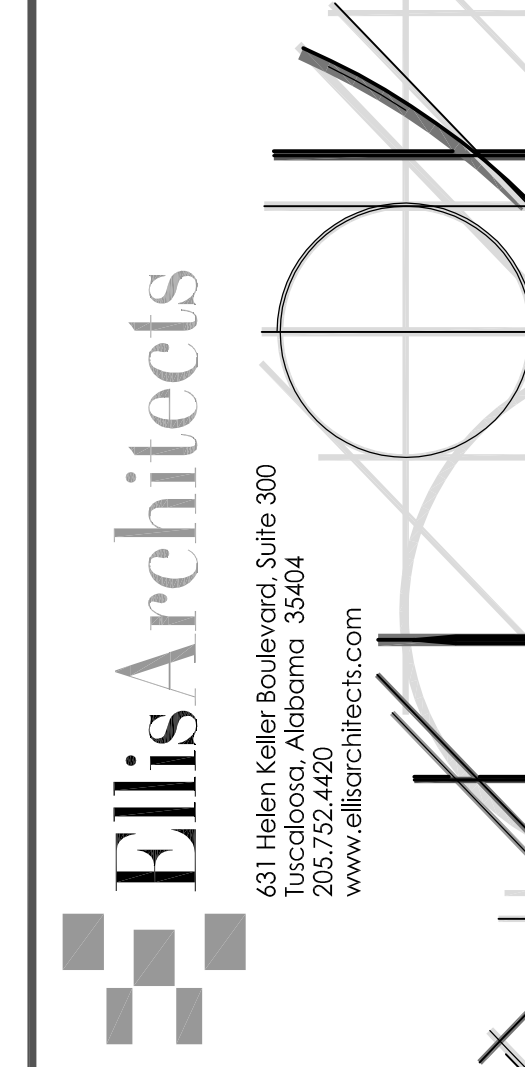 EllisArchitects
631 Helen Keller Boulevard, Suite 300
Tuscaloosa, Alabama  35404
205.752.4420
www.ellisarchitects.com